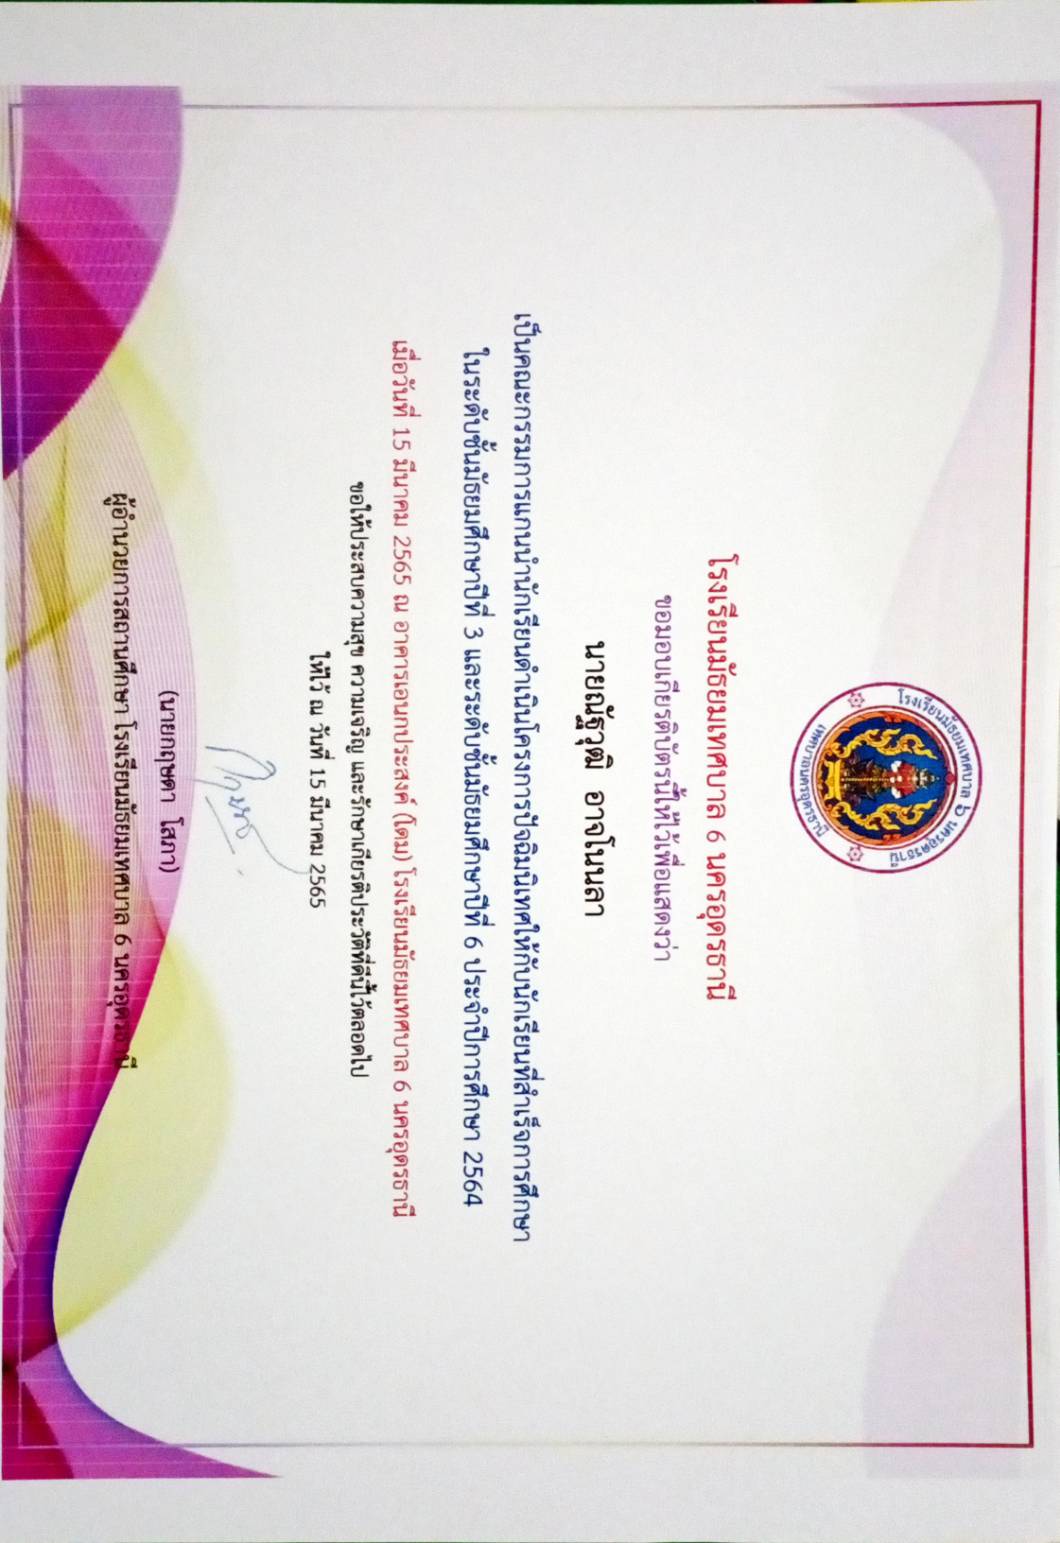 โรงเรียนมัธยมเทศบาล ๖ นครอุดรธานี
เทศบาลนครอุดรธานี
โรงเรียนมัธยมเทศบาล 6 นครอุดรธานี
ขอมอบเกียรติบัตรนี้ให้ไว้เพื่อแสดงว่า
นายณัฐวุฒิ อาจโนนลา
เป็นคณะกรรมการแกนนำนักเรียนดำเนินโครงการปัจฉิมนิเทศให้กับนักเรียนที่สำเร็จการศึกษา
ในระดับชั้นมัธยมศึกษาปีที่ 3 และระดับชั้นมัธยมศึกษาปีที่ 6 ประจำปีการศึกษา 2564
เมื่อวันที่ 15 มีนาคม 2565 ณ อาคารเอนกประสงค์ (โดม) โรงเรียนมัธยมเทศบาล 6 นครอุดรธานี
ขอให้ประสบความสุข ความเจริญ และรักษาเกียรติประวัติที่ดีนี้ไว้ตลอดไป
ให้ไว้ ณ วันที่ 15 มีนาคม 2565
(นายกฤษดา โสภา)
ผู้อำนวยการสถานศึกษา โรงเรียนมัธยมเทศบาล 6 นครอุดรธานี